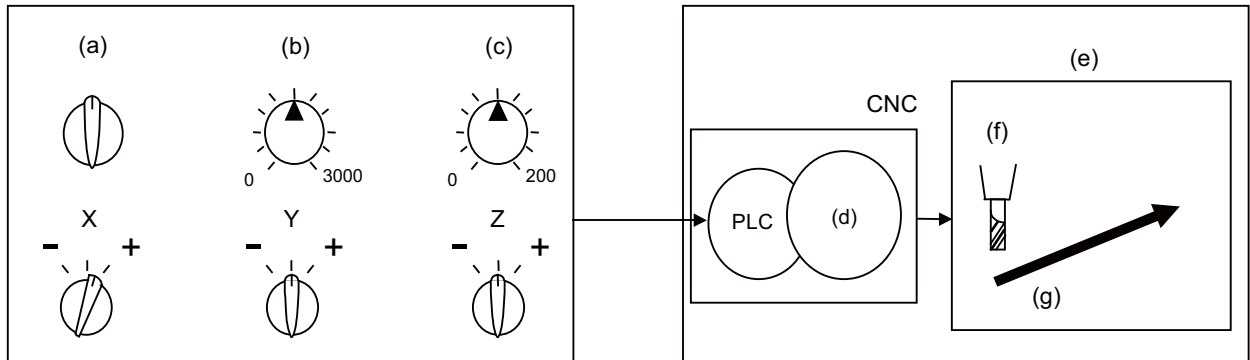 (a) (b) (c)
0 3000 0 200
X Y Z
- + - + - +
CNC
PLC (d)
(e)
(f)
(g)